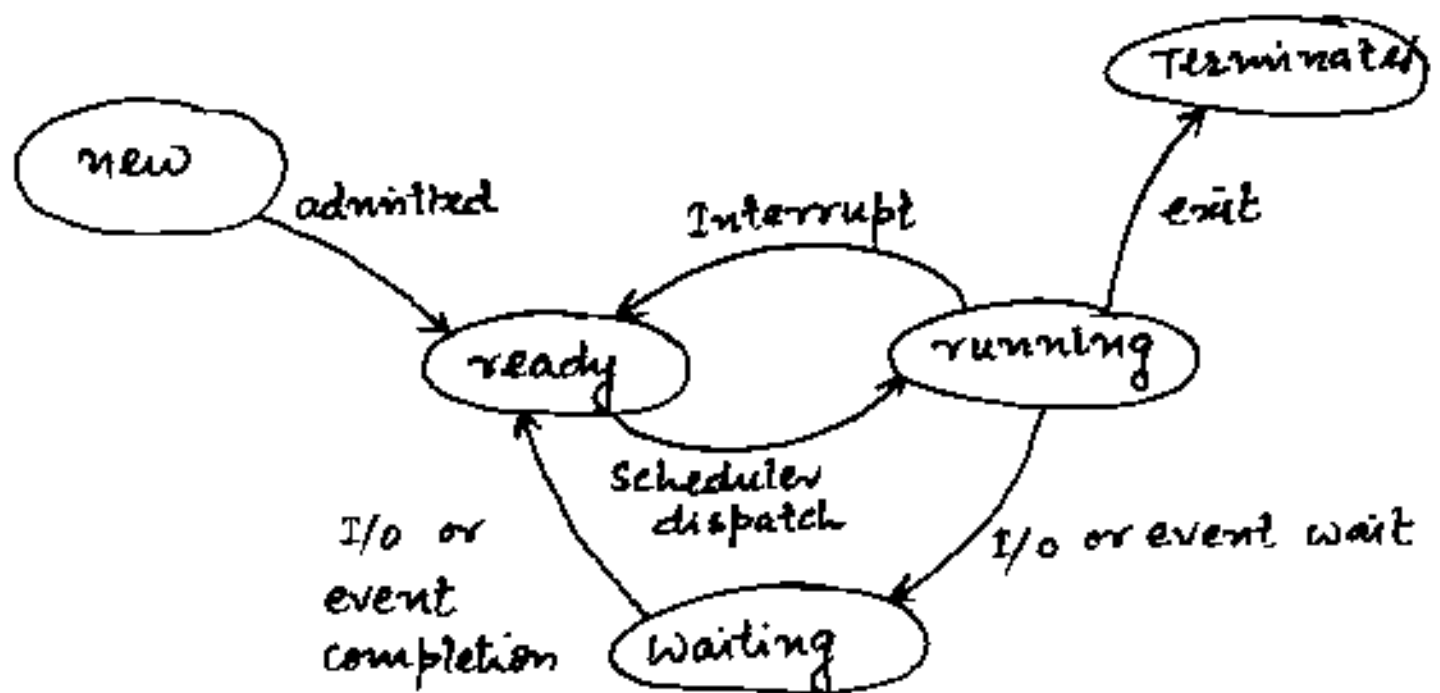 Terminated
new
admitted
Interrupt
exit
ready
running
Scheduler
dispatch
I/o or
event
completion
I/o or event wait
waiting